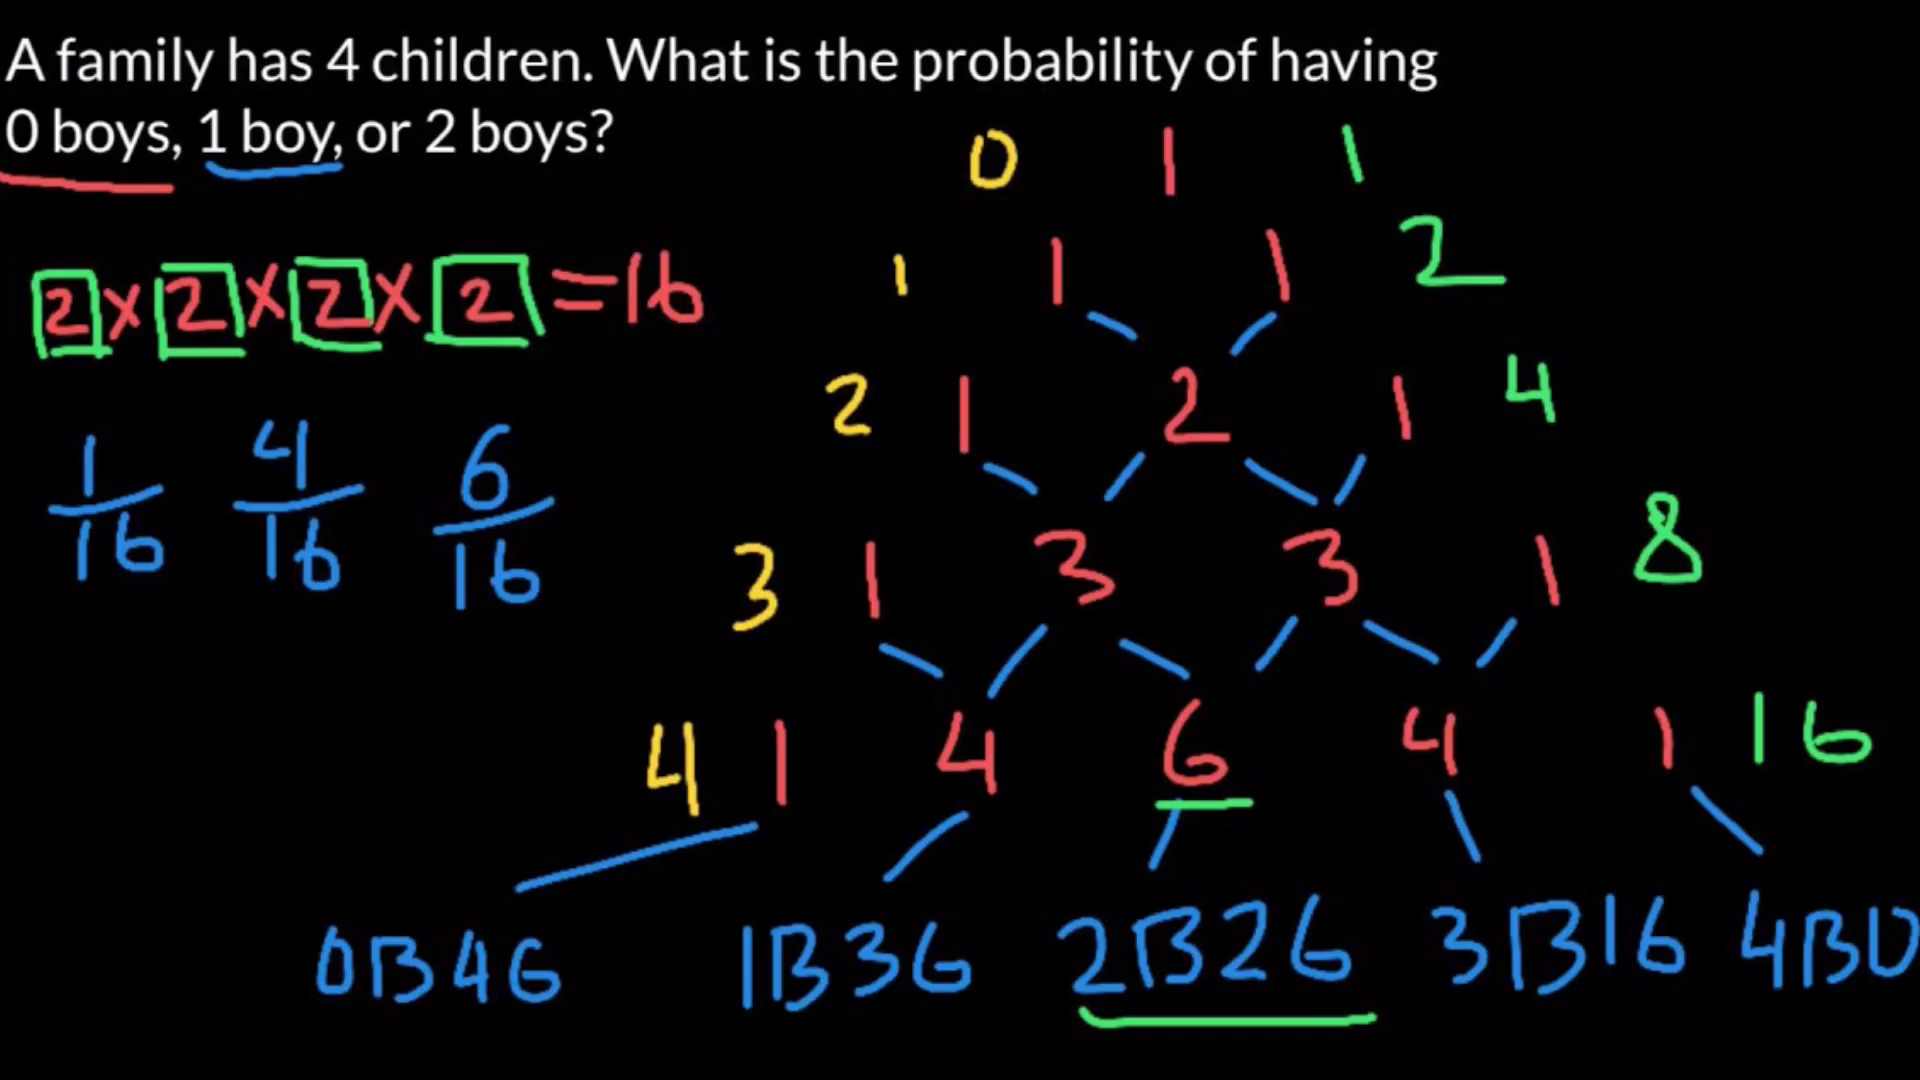 A family has 4 children. What is the probability of having
0 boys, 1 boy, or 2 boys?
0 1 1
1 1 1 2
2×2×2×2=16
2 1 2 1 4
1/16 4/16 6/16
3 1 3 3 1 8
4 1 4 6 4 1 16
0B4G 1B3G 2B2G 3B1G 4B0